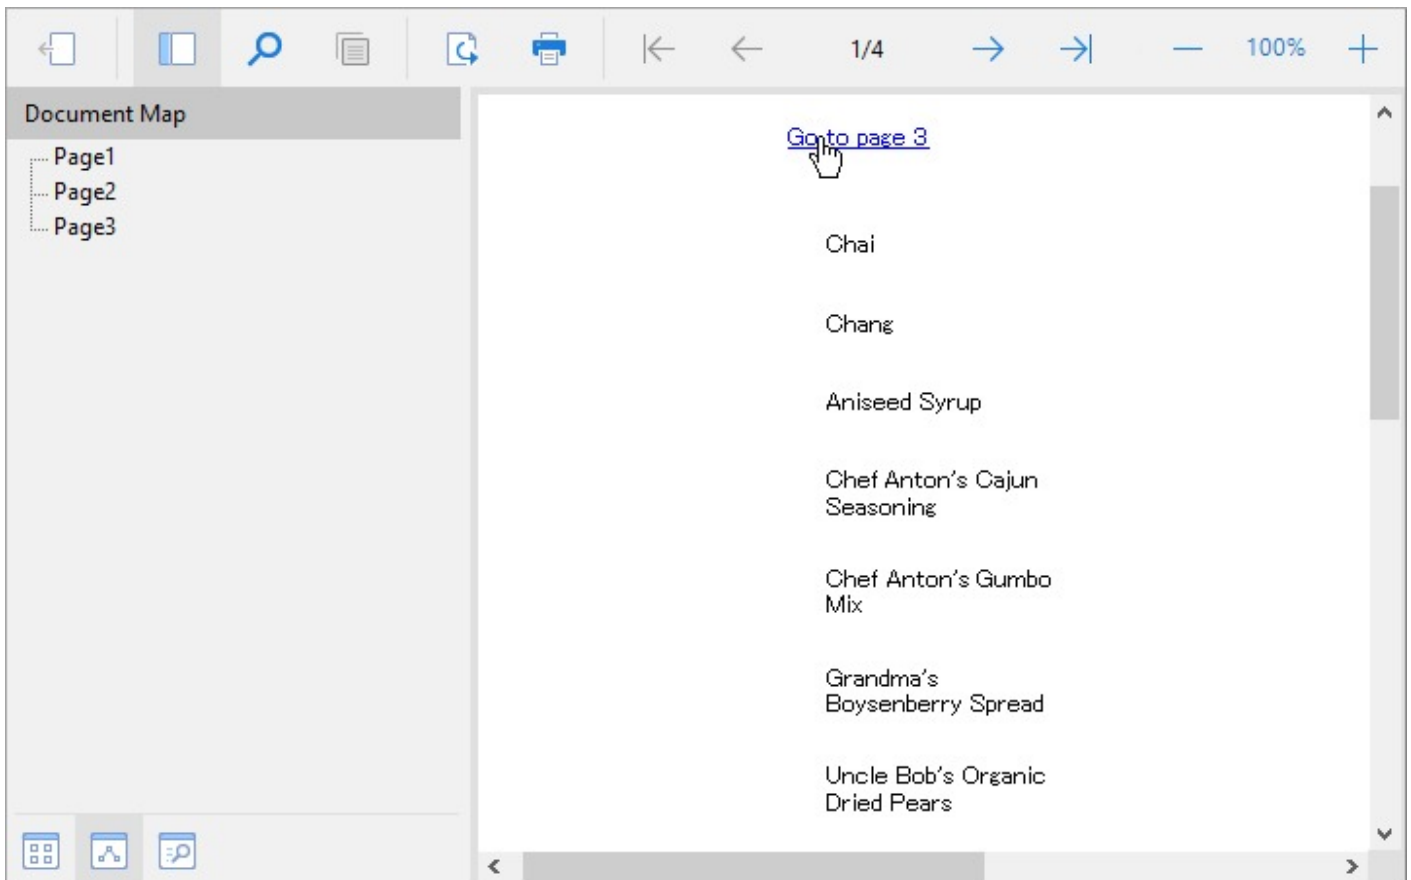 1/4
100%
Document Map
Page1
Page2
Page3
Go to page 3
Chai
Chang
Aniseed Syrup
Chef Anton's Cajun
Seasoning
Chef Anton's Gumbo
Mix
Grandma's
Boysenberry Spread
Uncle Bob's Organic
Dried Pears